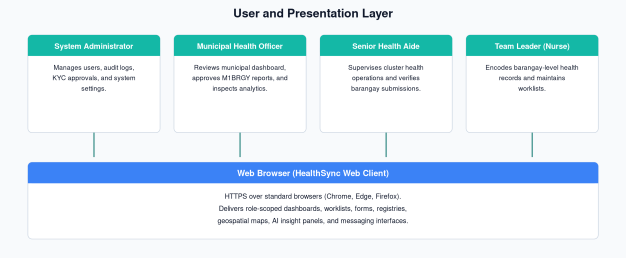 User and Presentation Layer
System Administrator
Manages users, audit logs,
KYC approvals, and system
settings.
Municipal Health Officer
Reviews municipal dashboard,
approves M1BRGY reports, and
inspects analytics.
Senior Health Aide
Supervises cluster health
operations and verifies
barangay submissions.
Team Leader (Nurse)
Encodes barangay-level health
records and maintains
worklists.
Web Browser (HealthSync Web Client)
HTTPS over standard browsers (Chrome, Edge, Firefox).
Delivers role-scoped dashboards, worklists, forms, registries,
geospatial maps, AI insight panels, and messaging interfaces.